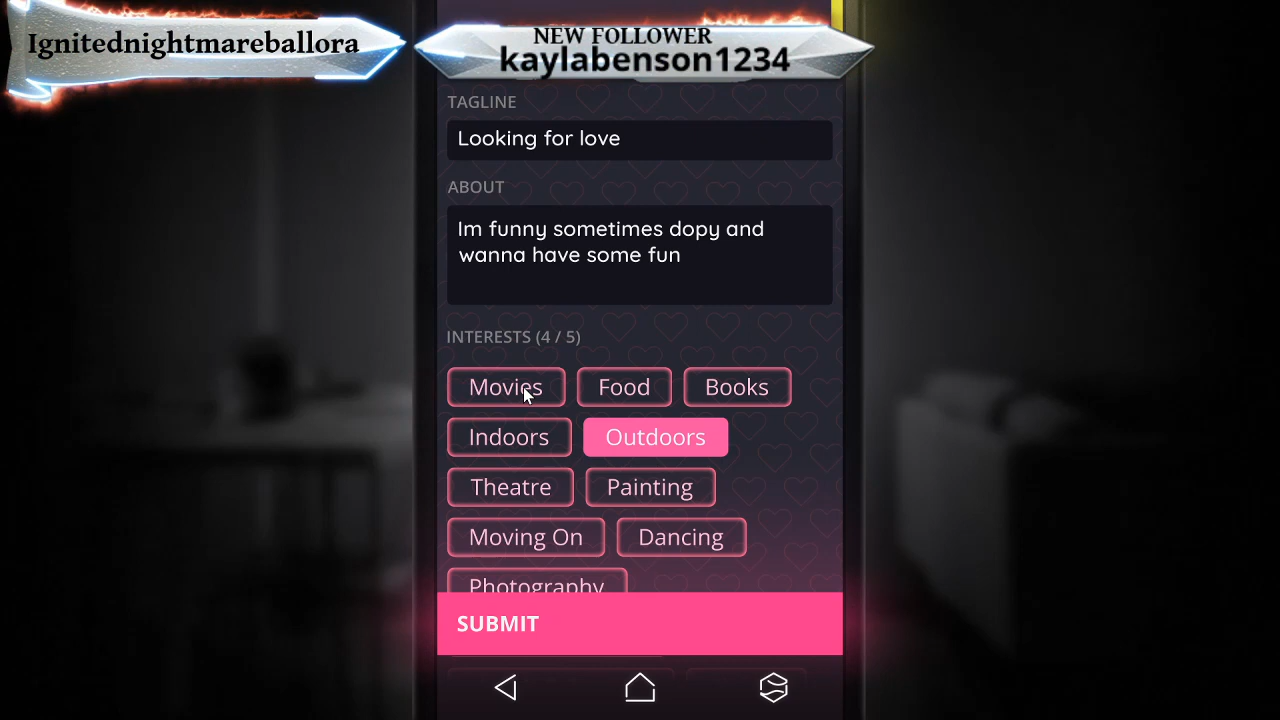 Ignitednightmareballora
NEW FOLLOWER
kaylabenson1234
TAGLINE
Looking for love
ABOUT
Im funny sometimes dopy and
wanna have some fun
INTERESTS (4 / 5)
Movies Food Books
Indoors Outdoors
Theatre Painting
Moving On Dancing
Photography
SUBMIT